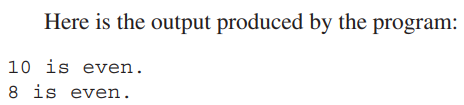 Here is the output produced by the program:
10 is even.
8 is even.